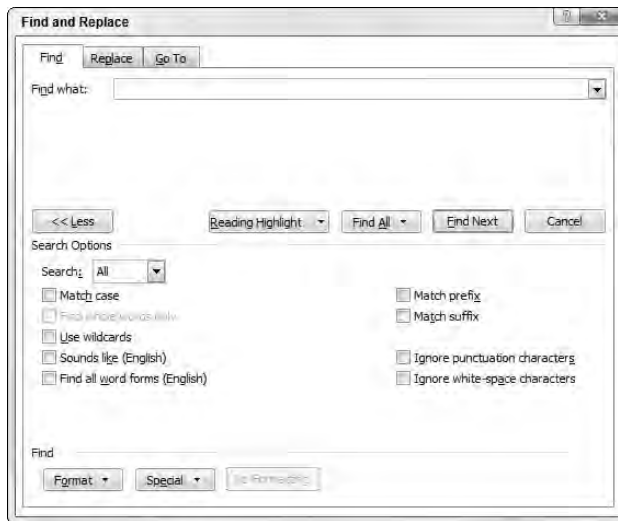 Find and Replace
Find Replace Go To
Find what:
<< Less Reading Highlight Find All Find Next Cancel
Search Options
Search: All
Match case Match prefix
Find whole words only Match suffix
Use wildcards
Sounds like (English) Ignore punctuation characters
Find all word forms (English) Ignore white-space characters
Find
Format Special No Formatting